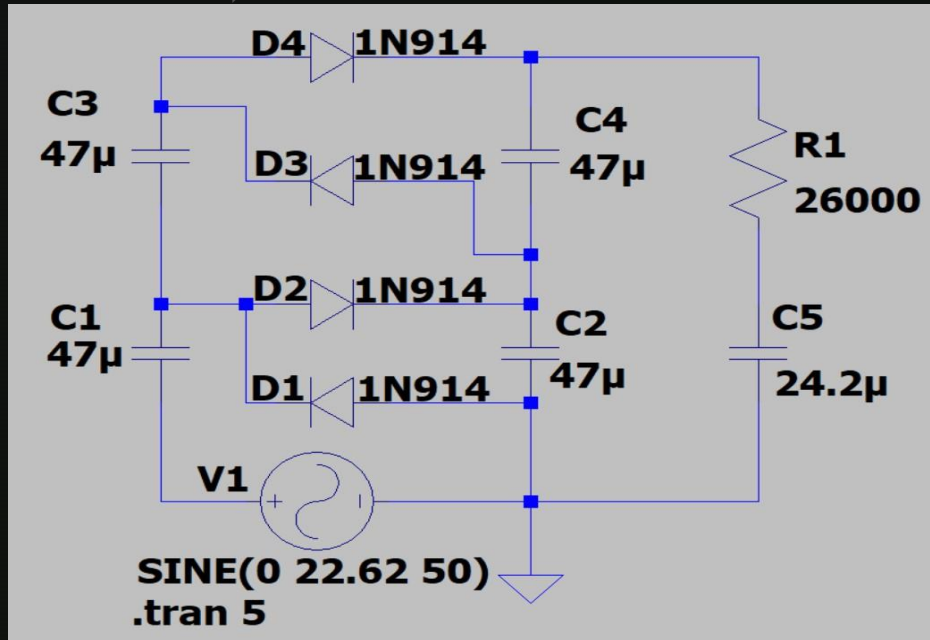 D4 1N914
C3
47µ
C4
47µ
D3 1N914
R1
26000
D2 1N914
C1
47µ
C2
47µ
C5
24.2µ
D1 1N914
V1
SINE(0 22.62 50)
.tran 5